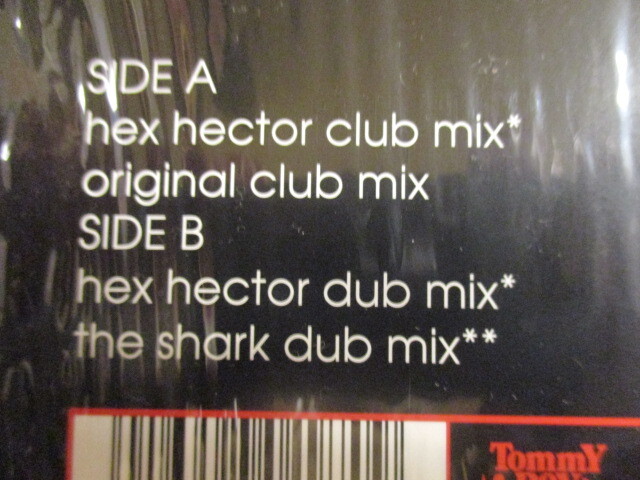 SIDE A
hex hector club mix*
original club mix
SIDE B
hex hector dub mix*
the shark dub mix**
Tommy